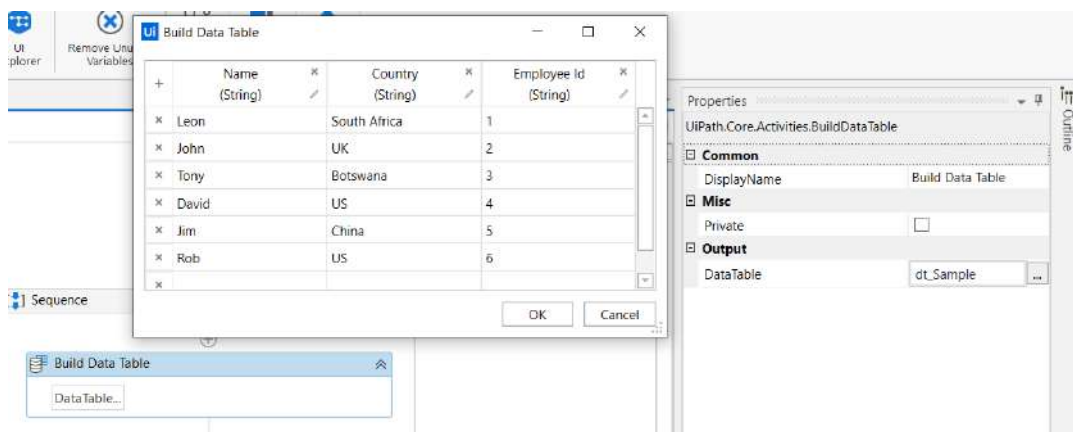 UI
plorer
Remove Unu
Variables
Ui Build Data Table
Name
(String)
Country
(String)
Employee Id
(String)
Leon South Africa 1
John UK 2
Tony Botswana 3
David US 4
Jim China 5
Rob US 6
OK Cancel
Sequence
Build Data Table
DataTable...
Properties
UiPath.Core.Activities.BuildDataTable
Common
DisplayName Build Data Table
Misc
Private
Output
DataTable dt_Sample ...
Outline